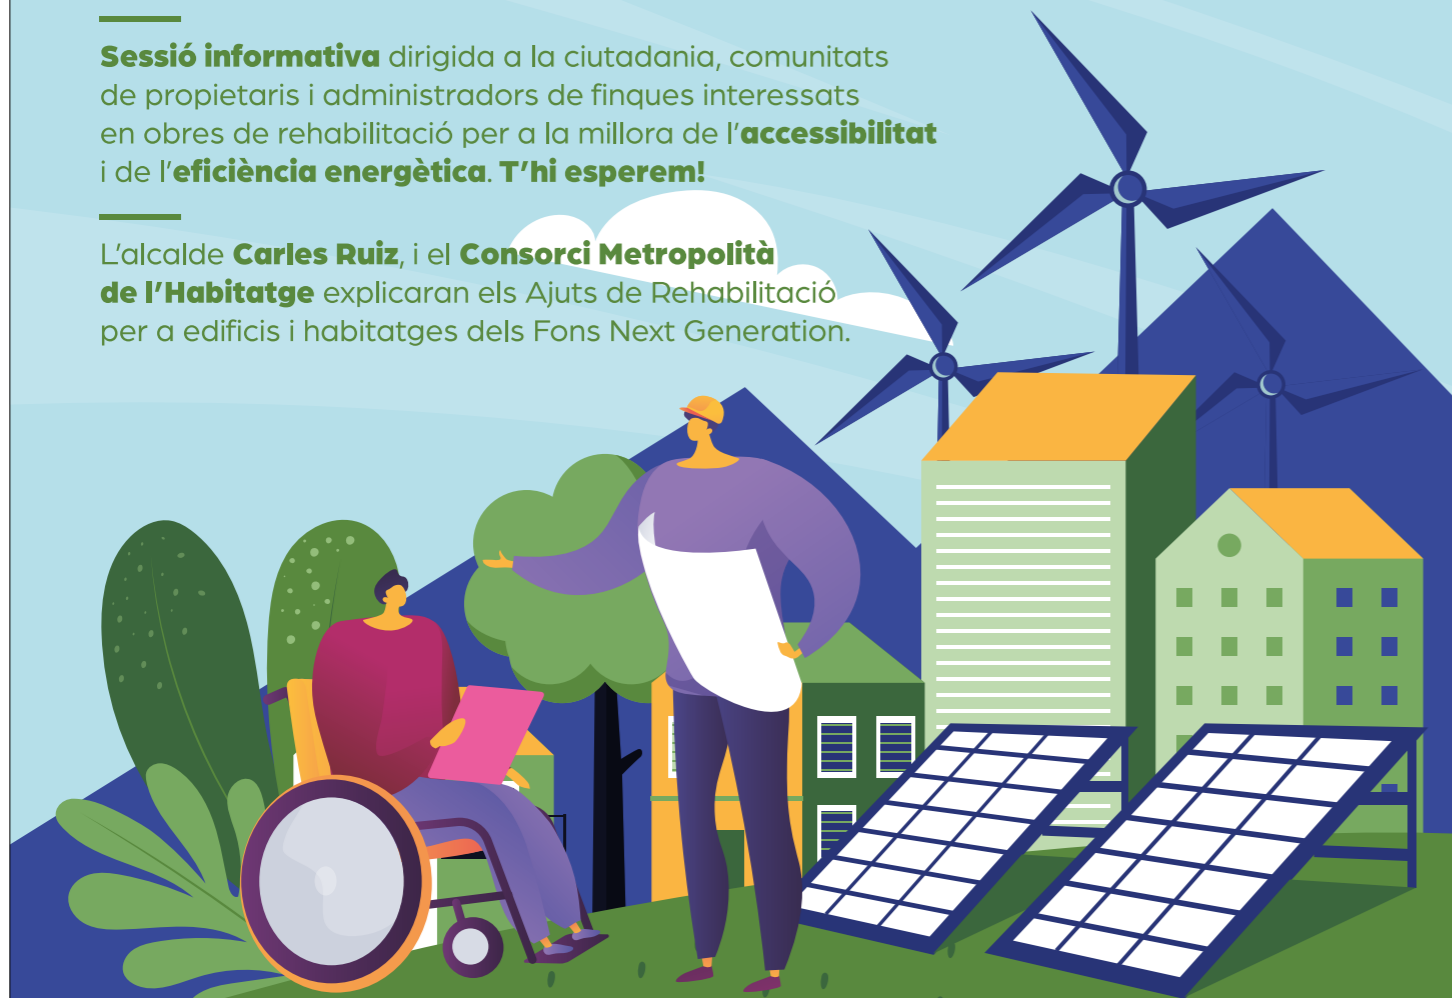 Sessió informativa dirigida a la ciutadania, comunitats
de propietaris i administradors de finques interessats
en obres de rehabilitació per a la millora de l'accessibilitat
i de l'eficiència energètica. T'hi esperem!
L'alcalde Carles Ruiz, i el Consorci Metropolità
de l'Habitatge explicaran els Ajuts de Rehabilitació
per a edificis i habitatges dels Fons Next Generation.